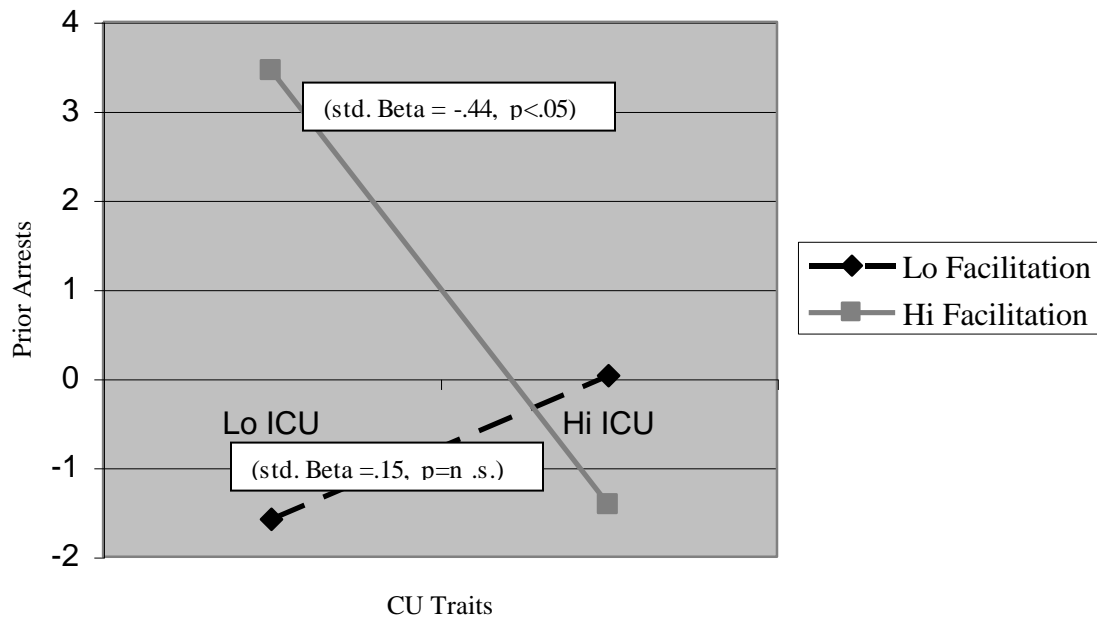 4
3
2
1
0
-1
-2
Prior Arrests
(std. Beta = -.44, p<.05)
Lo ICU
Hi ICU
(std. Beta =.15, p=n .s.)
CU Traits
Lo Facilitation
Hi Facilitation